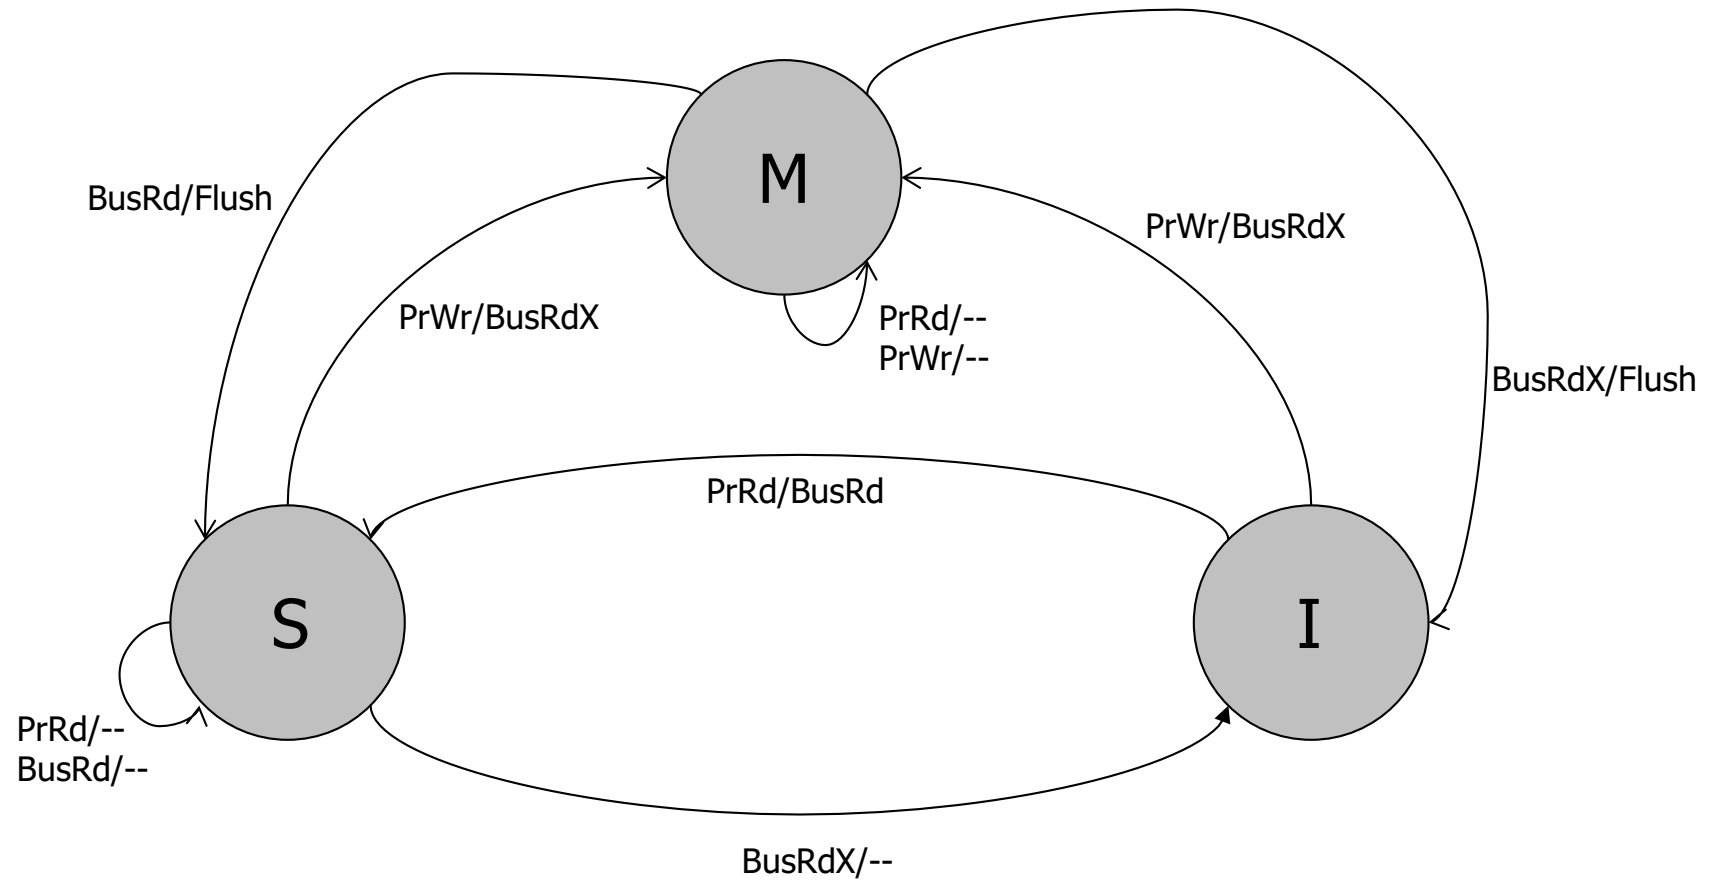 M
BusRd/Flush
PrWr/BusRdX
PrWr/BusRdX
PrRd/--
PrWr/--
BusRdX/Flush
PrRd/BusRd
S
I
PrRd/--
BusRd/--
BusRdX/--